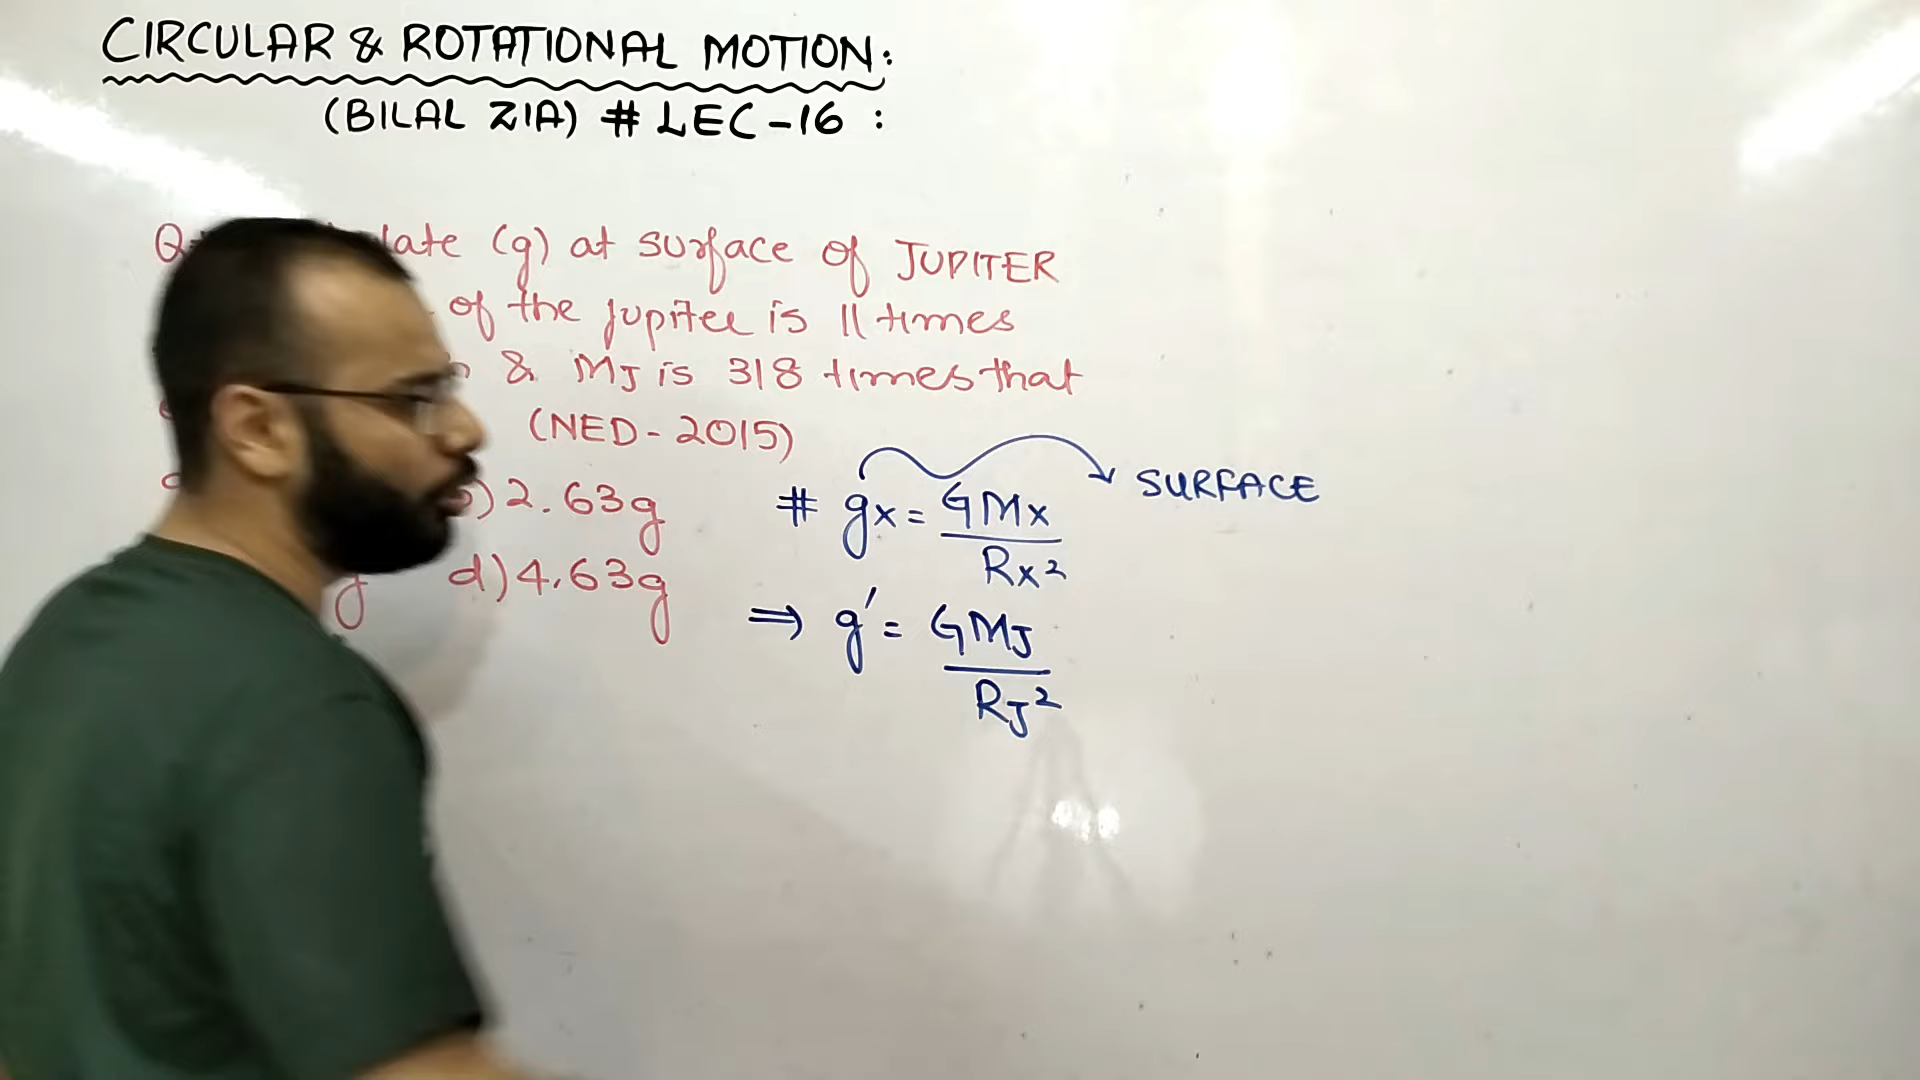 CIRCULAR & ROTATIONAL MOTION:
(BILAL ZIA) # LEC-16 :
(g) at surface of JUPITER
of the jupiter is 11 times
& MJ is 318 times that
(NED-2015)
2.63g
d) 4.63g
# gx = GMx
Rx²
SURFACE
⇒ g' = GMJ
RJ²